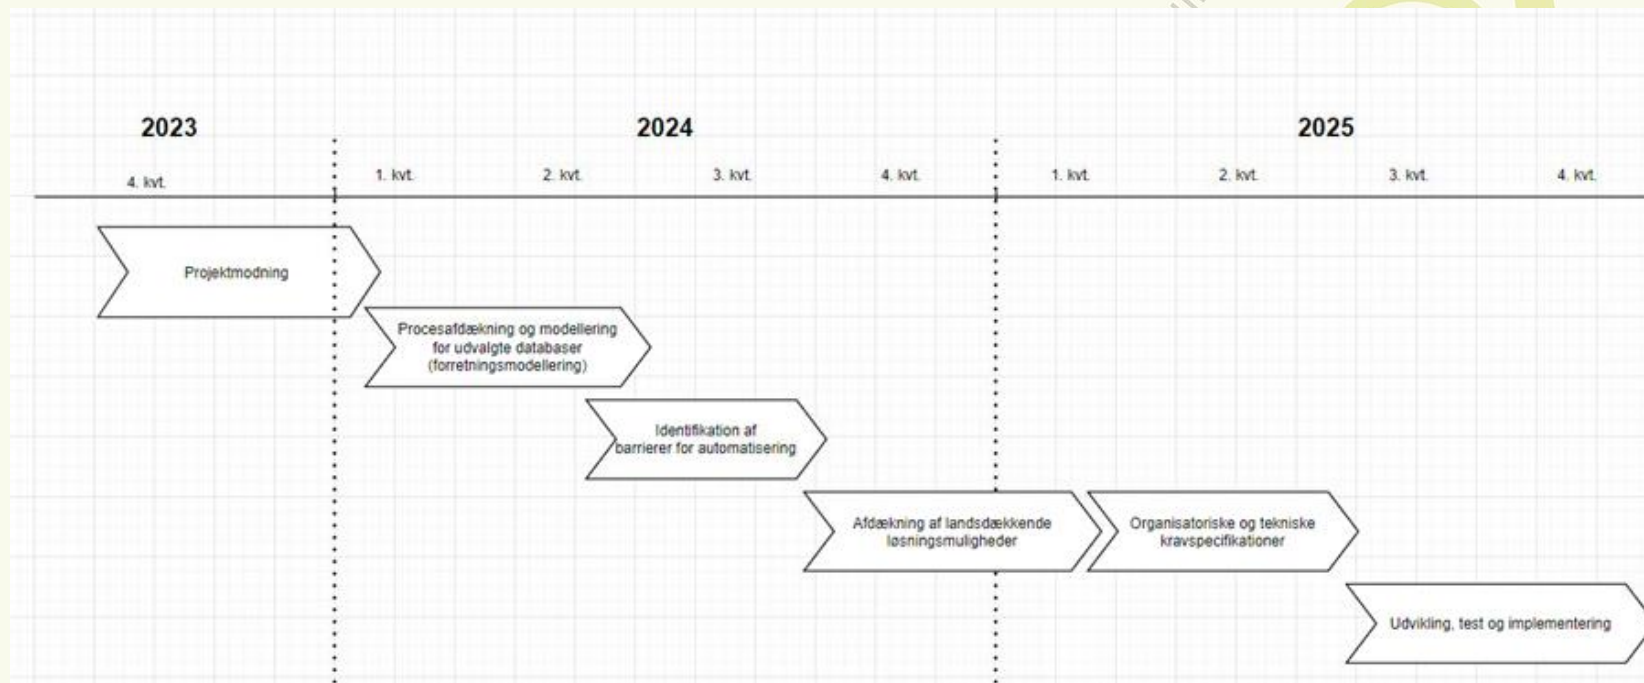 2023
2024
2025
4. kvt.
1. kvt.
2. kvt.
3. kvt.
4. kvt.
1. kvt.
2. kvt.
3. kvt.
4. kvt.
Projektmodning
Procesafdækning og modellering
for udvalgte databaser
(forretningsmodellering)
Identifikation af
barrierer for automatisering
Afdækning af landsdækkende
løsningsmuligheder
Organisatoriske og tekniske
kravspecifikationer
Udvikling, test og implementering